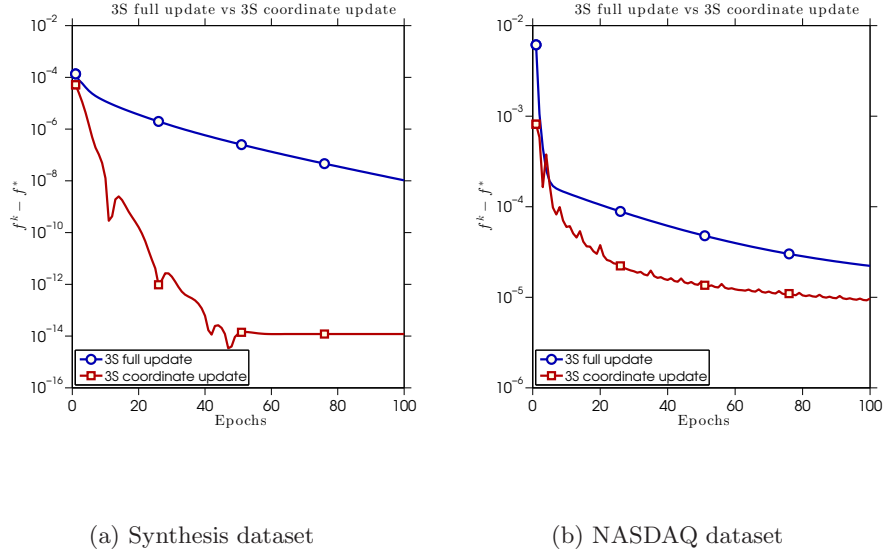 3S full update vs 3S coordinate update
10^−2
10^−4
10^−6
10^−8
10^−10
10^−12
10^−14
10^−16
f^k − f^*
3S full update
3S coordinate update
0 20 40 60 80 100
Epochs
(a) Synthesis dataset
3S full update vs 3S coordinate update
10^−2
10^−3
10^−4
10^−5
10^−6
f^k − f^*
3S full update
3S coordinate update
0 20 40 60 80 100
Epochs
(b) NASDAQ dataset